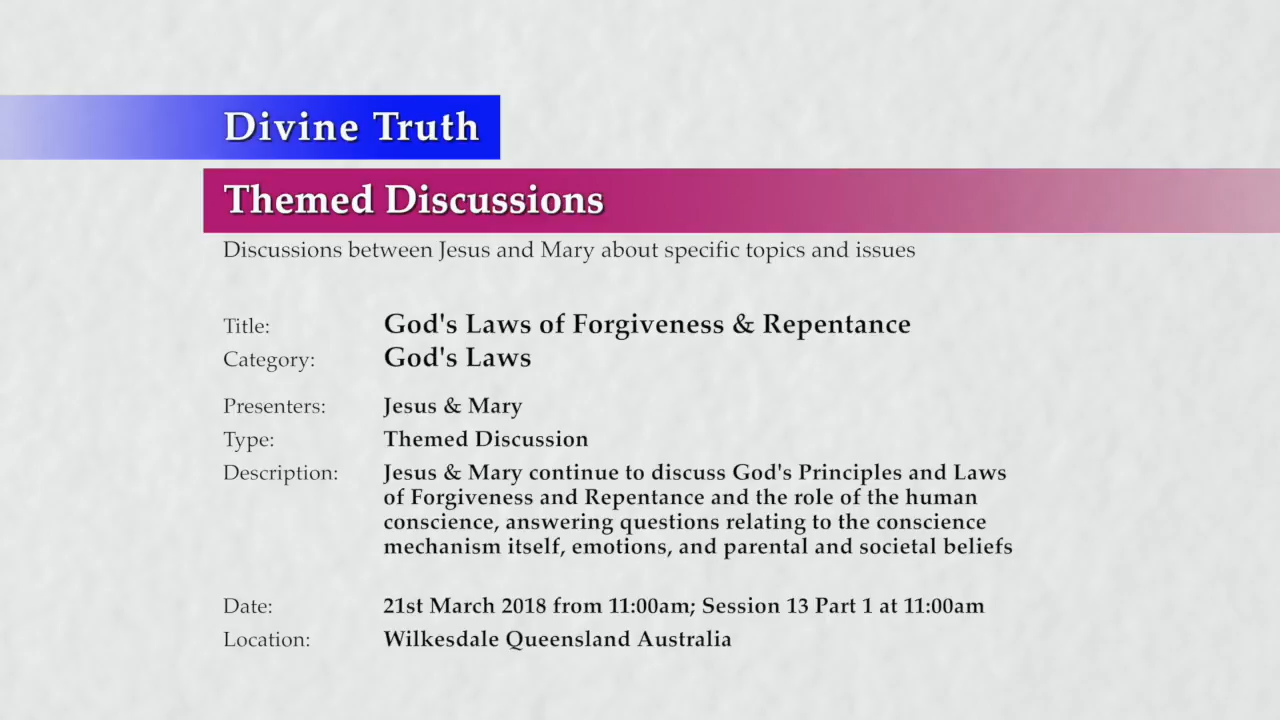 Divine Truth
Themed Discussions
Discussions between Jesus and Mary about specific topics and issues
Title: God's Laws of Forgiveness & Repentance
Category: God's Laws
Presenters: Jesus & Mary
Type: Themed Discussion
Description: Jesus & Mary continue to discuss God's Principles and Laws
of Forgiveness and Repentance and the role of the human
conscience, answering questions relating to the conscience
mechanism itself, emotions, and parental and societal beliefs
Date: 21st March 2018 from 11:00am; Session 13 Part 1 at 11:00am
Location: Wilkesdale Queensland Australia